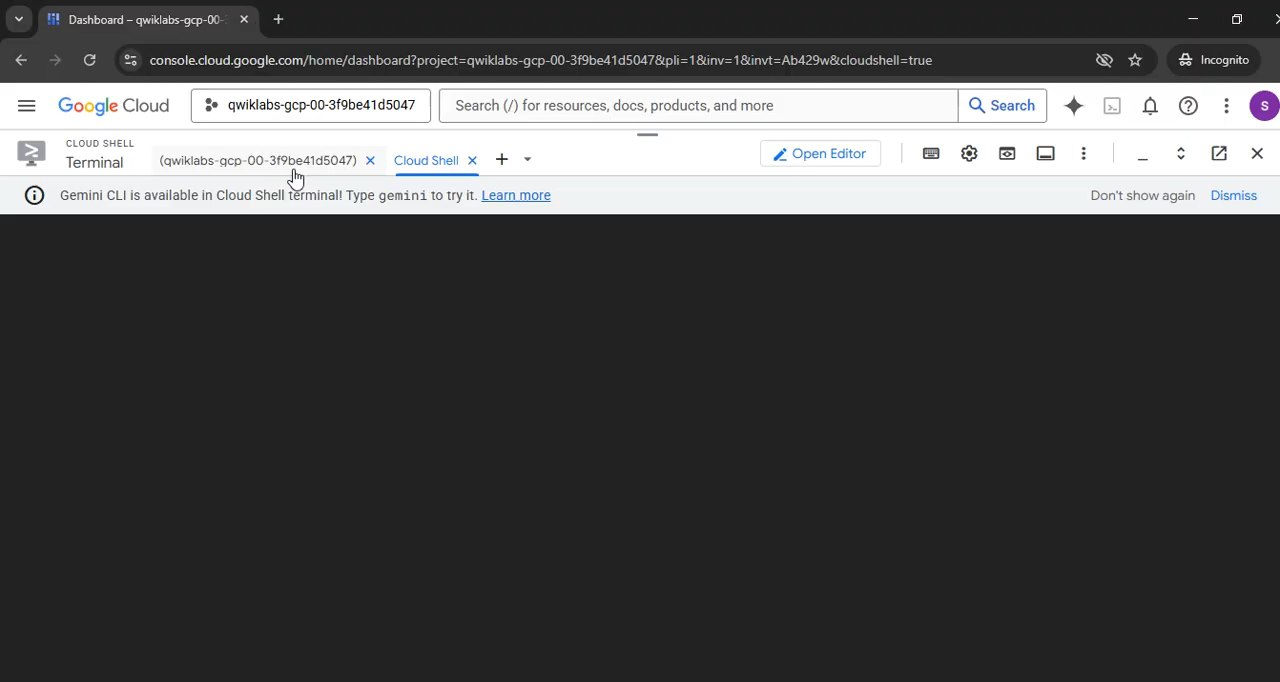 Dashboard – qwiklabs-gcp-00-
console.cloud.google.com/home/dashboard?project=qwiklabs-gcp-00-3f9be41d5047&pli=1&inv=1&invt=Ab429w&cloudshell=true
Incognito
Google Cloud
qwiklabs-gcp-00-3f9be41d5047
Search (/) for resources, docs, products, and more
Search
S
CLOUD SHELL
Terminal
(qwiklabs-gcp-00-3f9be41d5047)
Cloud Shell
Open Editor
Gemini CLI is available in Cloud Shell terminal! Type gemini to try it. Learn more
Don't show again
Dismiss